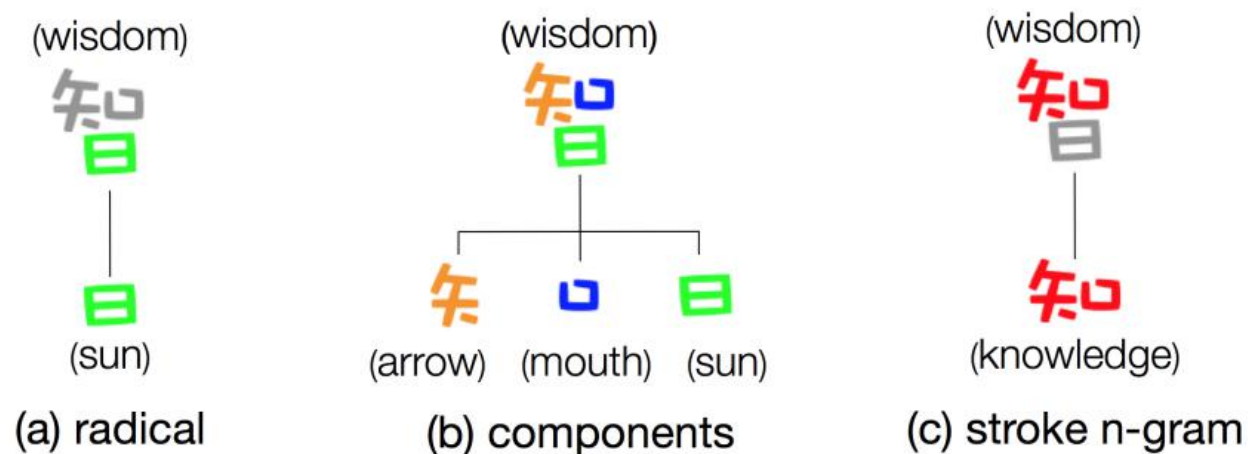 (wisdom)
智
日
(sun)
(a) radical
(wisdom)
智
矢 口 日
(arrow) (mouth) (sun)
(b) components
(wisdom)
智
知
(knowledge)
(c) stroke n-gram